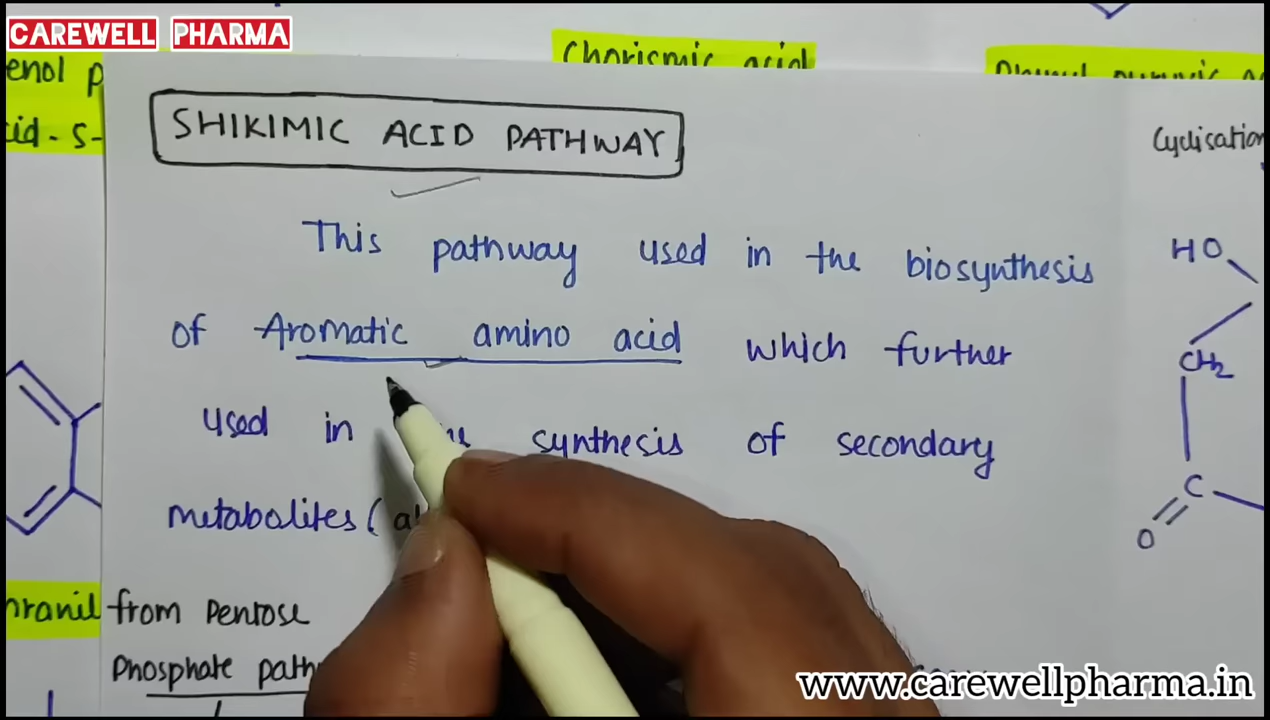 CAREWELL PHARMA
Chorismic acid
SHIKIMIC ACID PATHWAY
Cyclisation
This pathway used in the biosynthesis
of Aromatic amino acid which further
used in synthesis of secondary
metabolites (
from Pentose
Phosphate
HO
CH2
C
O
www.carewellpharma.in